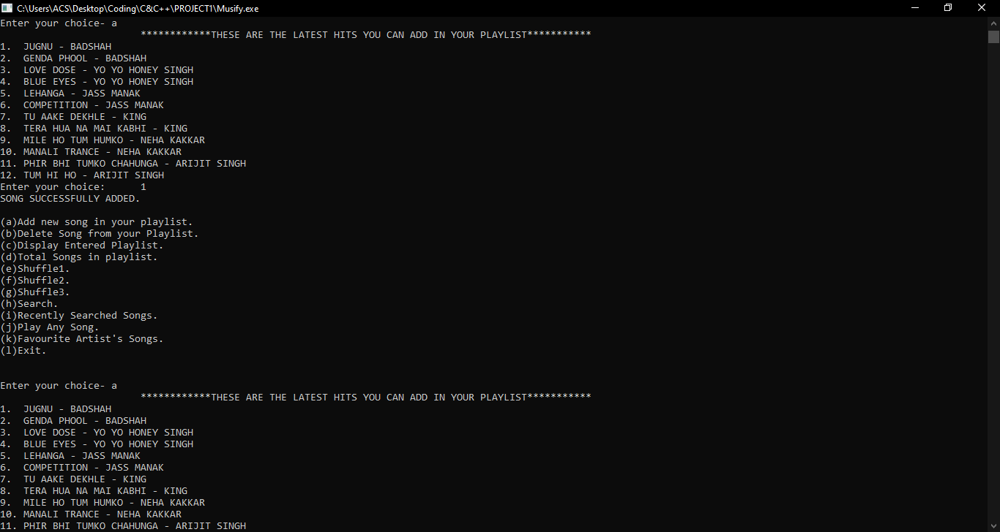 C:\Users\ACS\Desktop\Coding\C&C++\PROJECT1\Musify.exe
Enter your choice- a
************THESE ARE THE LATEST HITS YOU CAN ADD IN YOUR PLAYLIST***********
1.  JUGNU - BADSHAH
2.  GENDA PHOOL - BADSHAH
3.  LOVE DOSE - YO YO HONEY SINGH
4.  BLUE EYES - YO YO HONEY SINGH
5.  LEHANGA - JASS MANAK
6.  COMPETITION - JASS MANAK
7.  TU AAKE DEKHLE - KING
8.  TERA HUA NA MAI KABHI - KING
9.  MILE HO TUM HUMKO - NEHA KAKKAR
10. MANALI TRANCE - NEHA KAKKAR
11. PHIR BHI TUMKO CHAHUNGA - ARIJIT SINGH
12. TUM HI HO - ARIJIT SINGH
Enter your choice:      1
SONG SUCCESSFULLY ADDED.
(a)Add new song in your playlist.
(b)Delete Song from your Playlist.
(c)Display Entered Playlist.
(d)Total Songs in playlist.
(e)Shuffle1.
(f)Shuffle2.
(g)Shuffle3.
(h)Search.
(i)Recently Searched Songs.
(j)Play Any Song.
(k)Favourite Artist's Songs.
(l)Exit.
Enter your choice- a
************THESE ARE THE LATEST HITS YOU CAN ADD IN YOUR PLAYLIST***********
1.  JUGNU - BADSHAH
2.  GENDA PHOOL - BADSHAH
3.  LOVE DOSE - YO YO HONEY SINGH
4.  BLUE EYES - YO YO HONEY SINGH
5.  LEHANGA - JASS MANAK
6.  COMPETITION - JASS MANAK
7.  TU AAKE DEKHLE - KING
8.  TERA HUA NA MAI KABHI - KING
9.  MILE HO TUM HUMKO - NEHA KAKKAR
10. MANALI TRANCE - NEHA KAKKAR
11. PHIR BHI TUMKO CHAHUNGA - ARIJIT SINGH